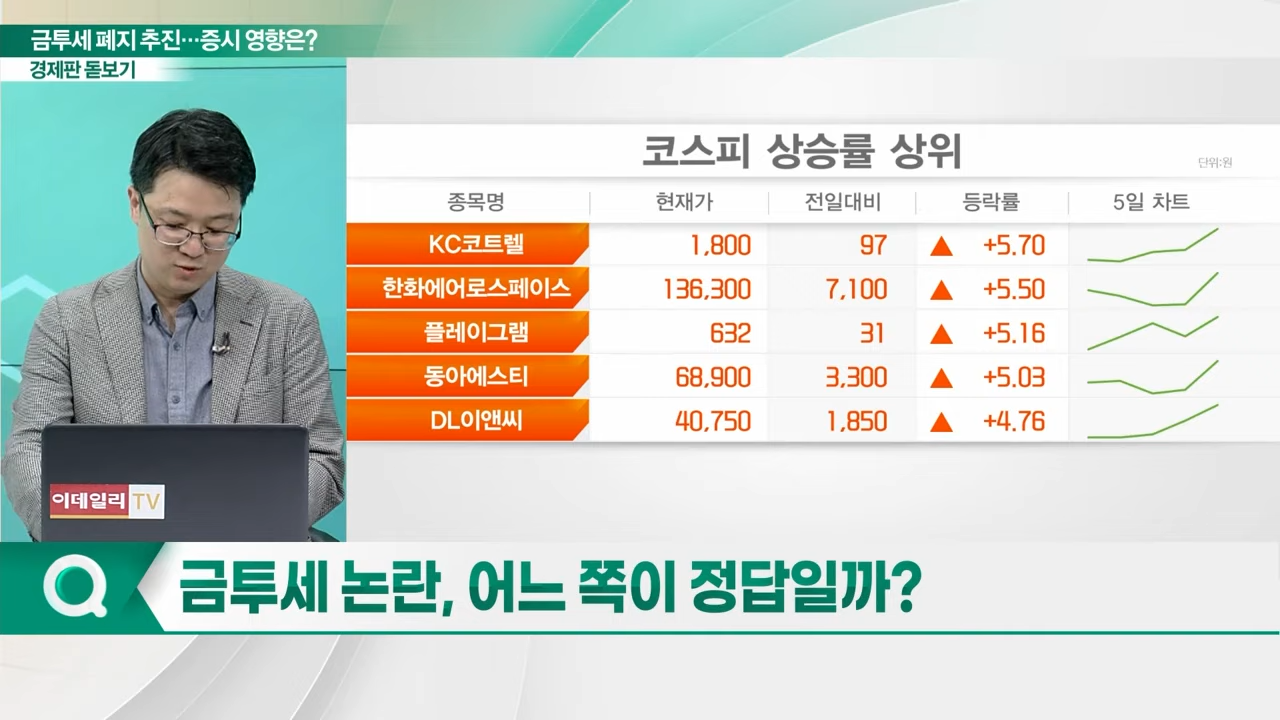 금투세 폐지 추진…증시 영향은?
경제판 돋보기
코스피 상승률 상위
단위:원
종목명 현재가 전일대비 등락률 5일 차트
KC코트렐 1,800 97 ▲ +5.70
한화에어로스페이스 136,300 7,100 ▲ +5.50
플레이그램 632 31 ▲ +5.16
동아에스티 68,900 3,300 ▲ +5.03
DL이앤씨 40,750 1,850 ▲ +4.76
이데일리 TV
Q 금투세 논란, 어느 쪽이 정답일까?